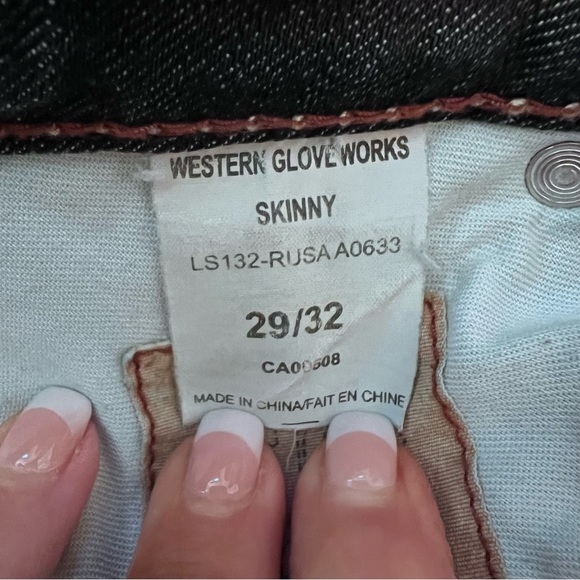 WESTERN GLOVE WORKS
SKINNY
LS132-RUSA A0633
29/32
MADE IN CHINA/FAIT EN CHINE